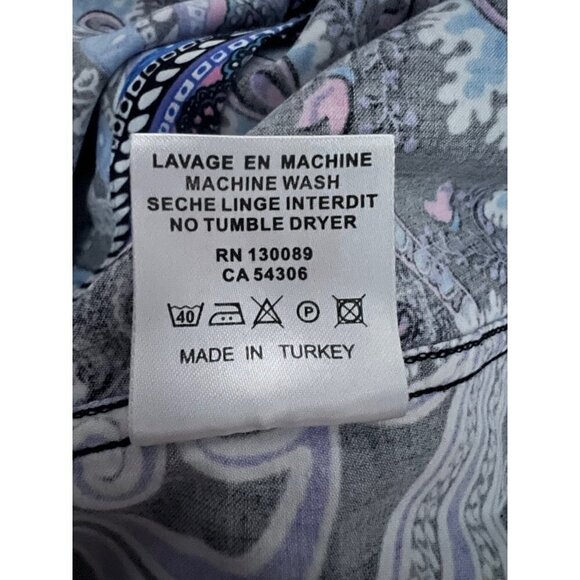 LAVAGE EN MACHINE
MACHINE WASH
SECHE LINGE INTERDIT
NO TUMBLE DRYER
RN 130089
CA 54306
40 P
MADE IN TURKEY